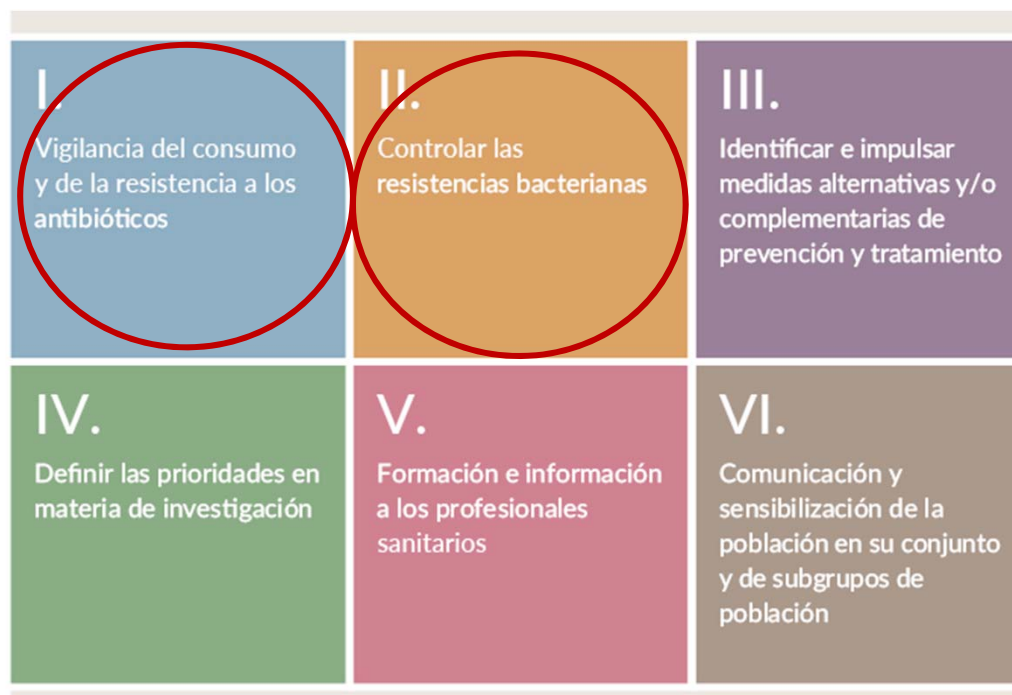 I.
Vigilancia del consumo
y de la resistencia a los
antibióticos
II.
Controlar las
resistencias bacterianas
III.
Identificar e impulsar
medidas alternativas y/o
complementarias de
prevención y tratamiento
IV.
Definir las prioridades en
materia de investigación
V.
Formación e información
a los profesionales
sanitarios
VI.
Comunicación y
sensibilización de la
población en su conjunto
y de subgrupos de
población